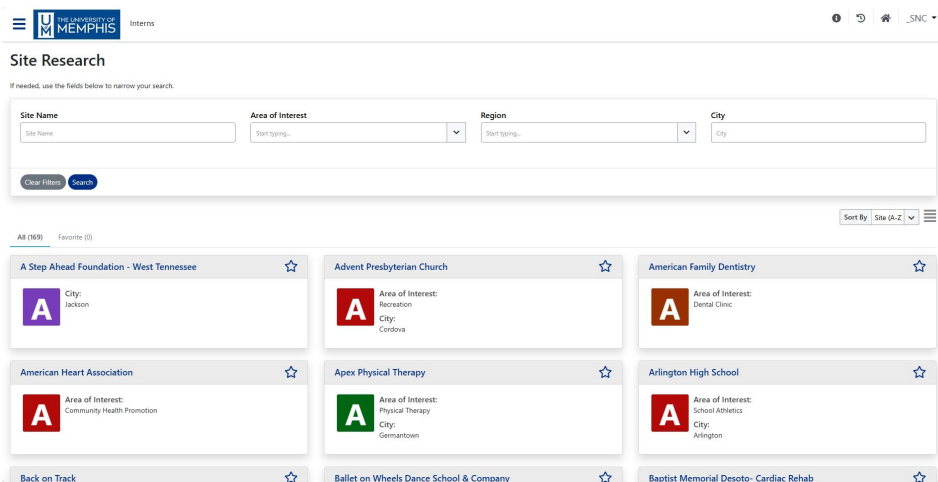 THE UNIVERSITY OF
MEMPHIS
Interns
_SNC
Site Research
If needed, use the fields below to narrow your search.
Site Name
Area of Interest
Region
City
Site Name
Start typing...
Start typing...
City
Clear Filters
Search
Sort By
Site (A-Z
All (169)
Favorite (0)
A Step Ahead Foundation - West Tennessee
A
City:
Jackson
Advent Presbyterian Church
A
Area of Interest:
Recreation
City:
Cordova
American Family Dentistry
A
Area of Interest:
Dental Clinic
American Heart Association
A
Area of Interest:
Community Health Promotion
Apex Physical Therapy
A
Area of Interest:
Physical Therapy
City:
Germantown
Arlington High School
A
Area of Interest:
School Athletics
City:
Arlington
Back on Track
Ballet on Wheels Dance School & Company
Baptist Memorial Desoto- Cardiac Rehab